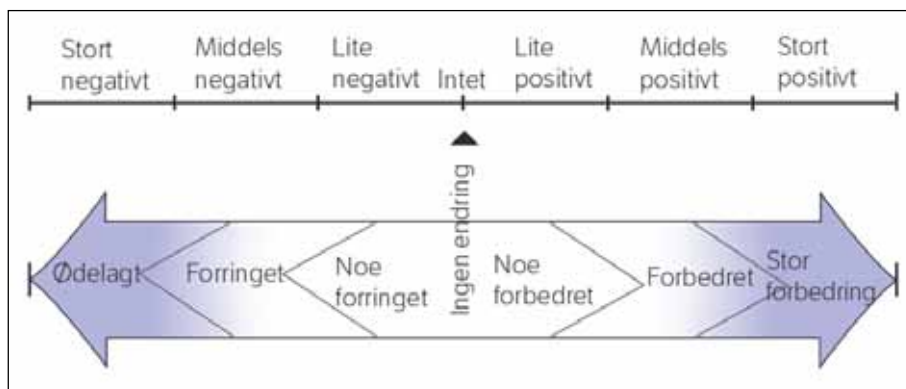 Stort
negativt
Middels
negativt
Lite
negativt
Intet
Lite
positivt
Middels
positivt
Stort
positivt
Ingen endring
Ødelagt
Forringet
Noe
forringet
Noe
forbedret
Forbedret
Stor
forbedring